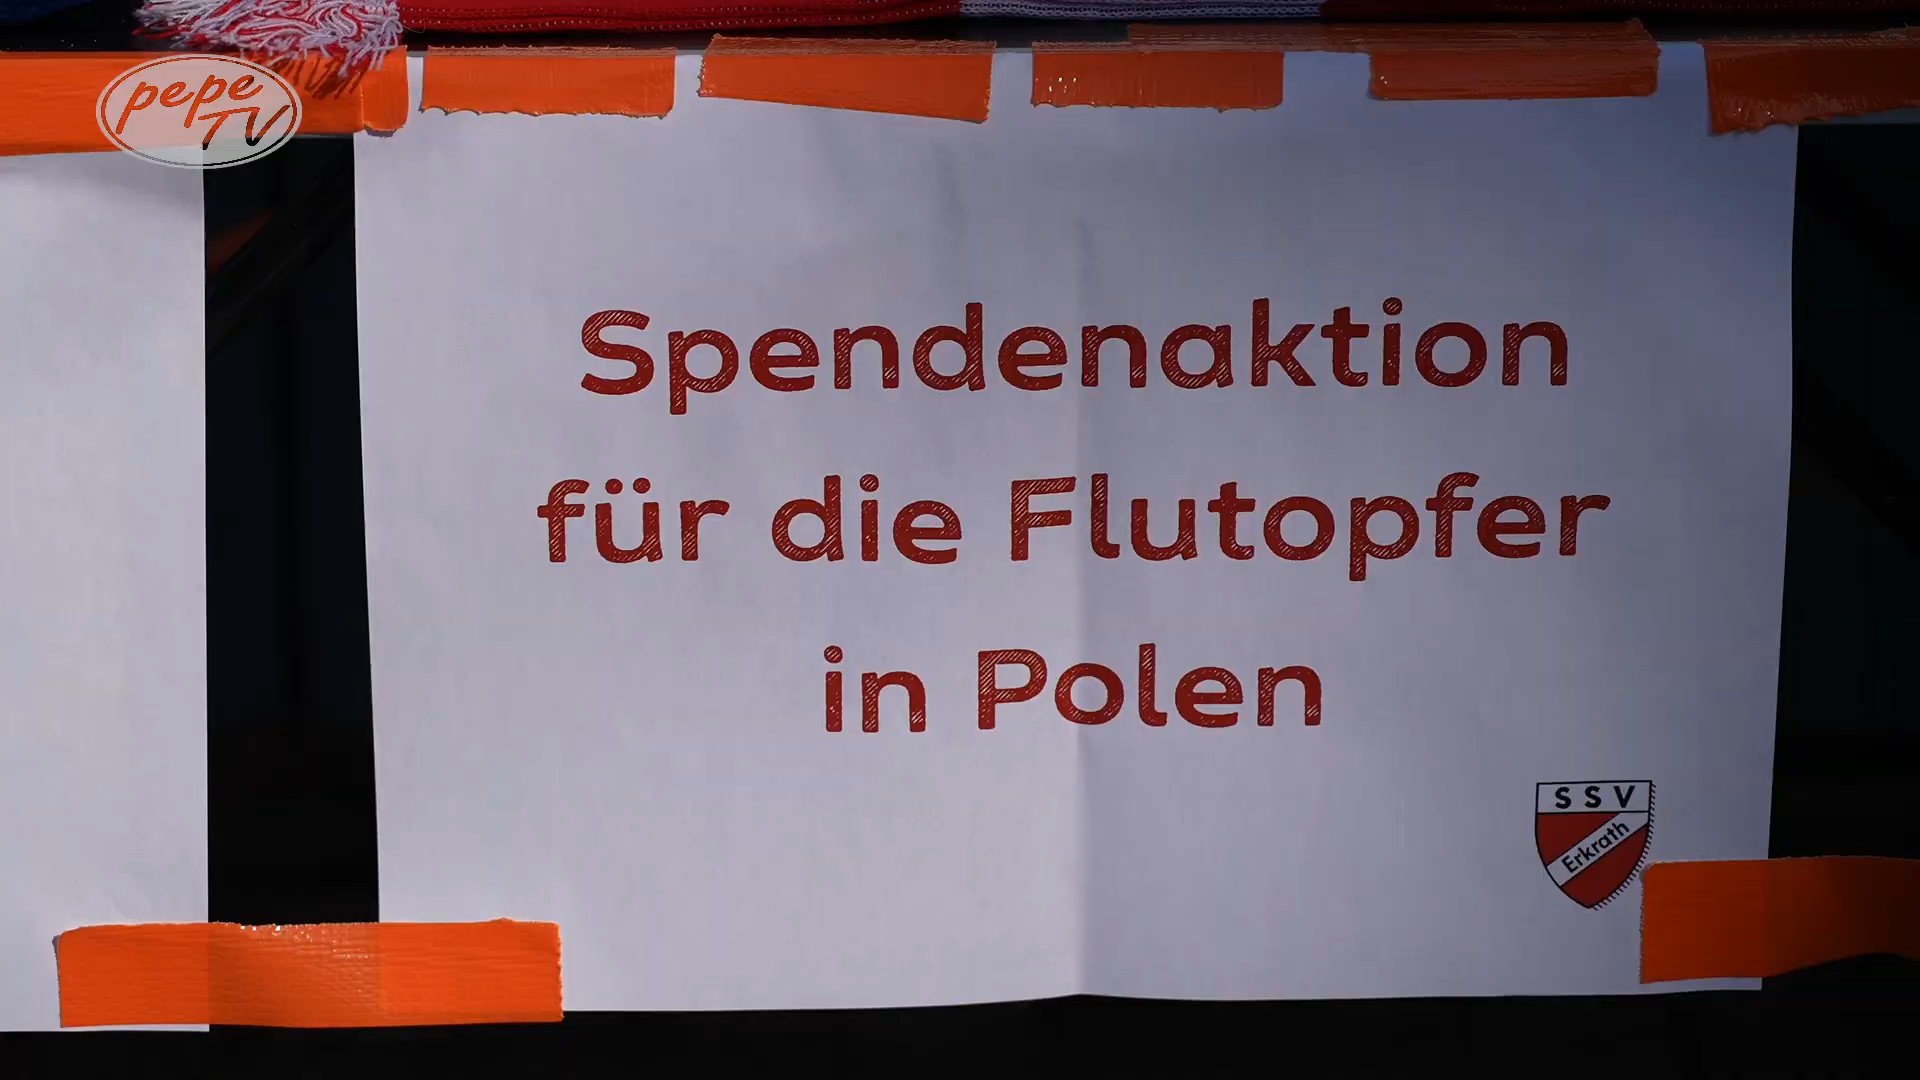 pepe
TV
Spendenaktion
für die Flutopfer
in Polen
SSV
Erkrath